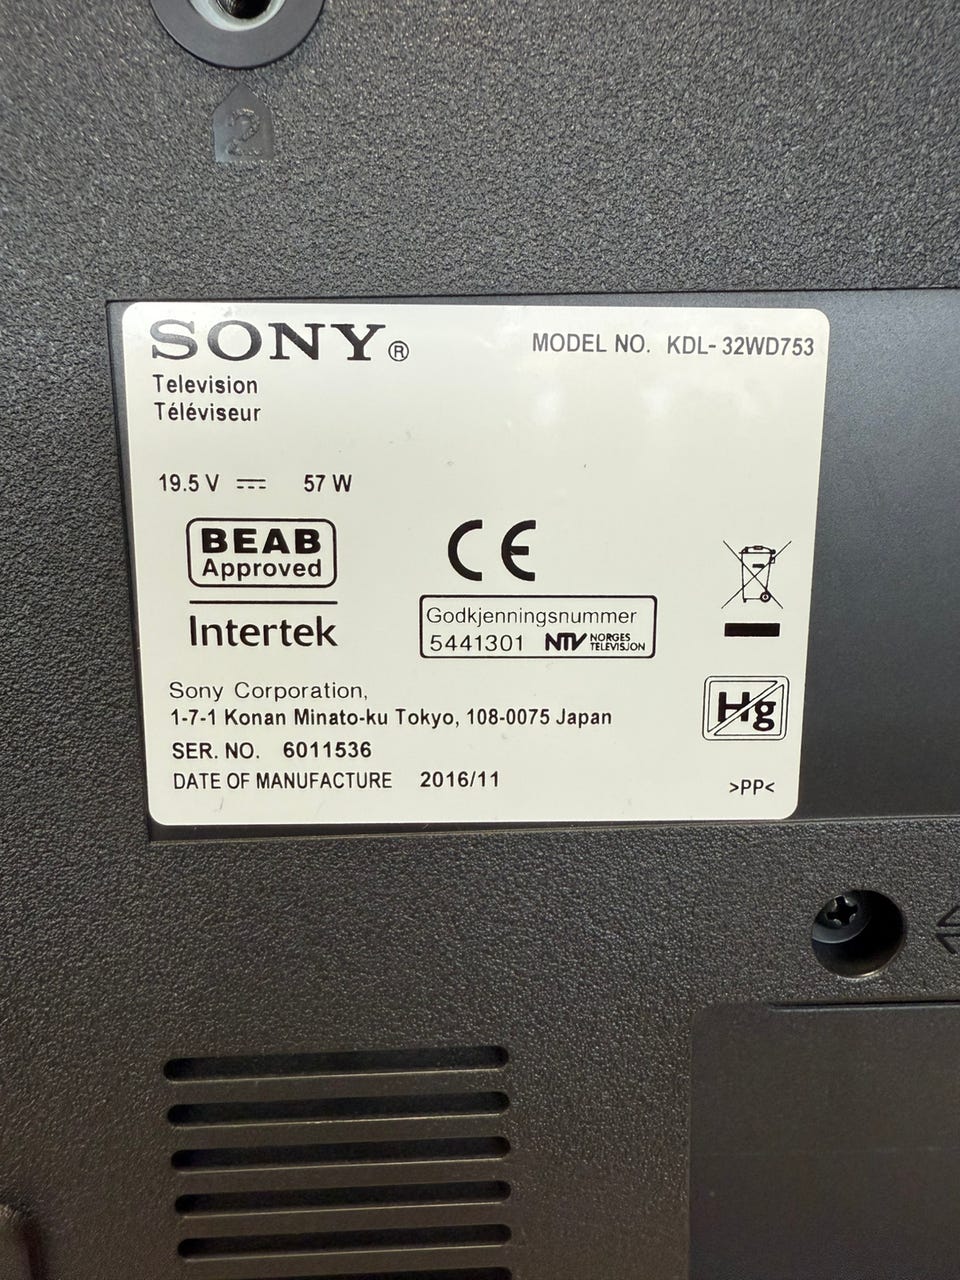 2
SONY®
MODEL NO. KDL-32WD753
Television
Téléviseur
19.5 V ⎓ 57 W
BEAB
Approved
Intertek
CE
Godkjenningsnummer
5441301 NTV NORGES
TELEVISJON
Hg
Sony Corporation,
1-7-1 Konan Minato-ku Tokyo, 108-0075 Japan
SER. NO. 6011536
DATE OF MANUFACTURE 2016/11
>PP<